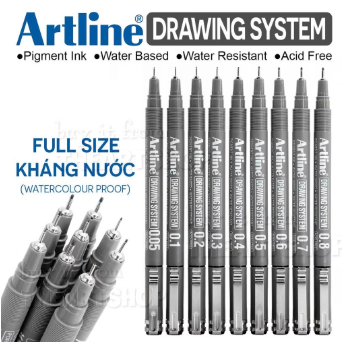 Artline® DRAWING SYSTEM
•Pigment Ink •Water Based •Water Resistant •Acid Free
FULL SIZE
KHÁNG NƯỚC
(WATERCOLOUR PROOF)
Artline DRAWING SYSTEM 0.05
Artline DRAWING SYSTEM 0.1
Artline DRAWING SYSTEM 0.2
Artline DRAWING SYSTEM 0.3
Artline DRAWING SYSTEM 0.4
Artline DRAWING SYSTEM 0.5
Artline DRAWING SYSTEM 0.6
Artline DRAWING SYSTEM 0.7
Artline DRAWING SYSTEM 0.8